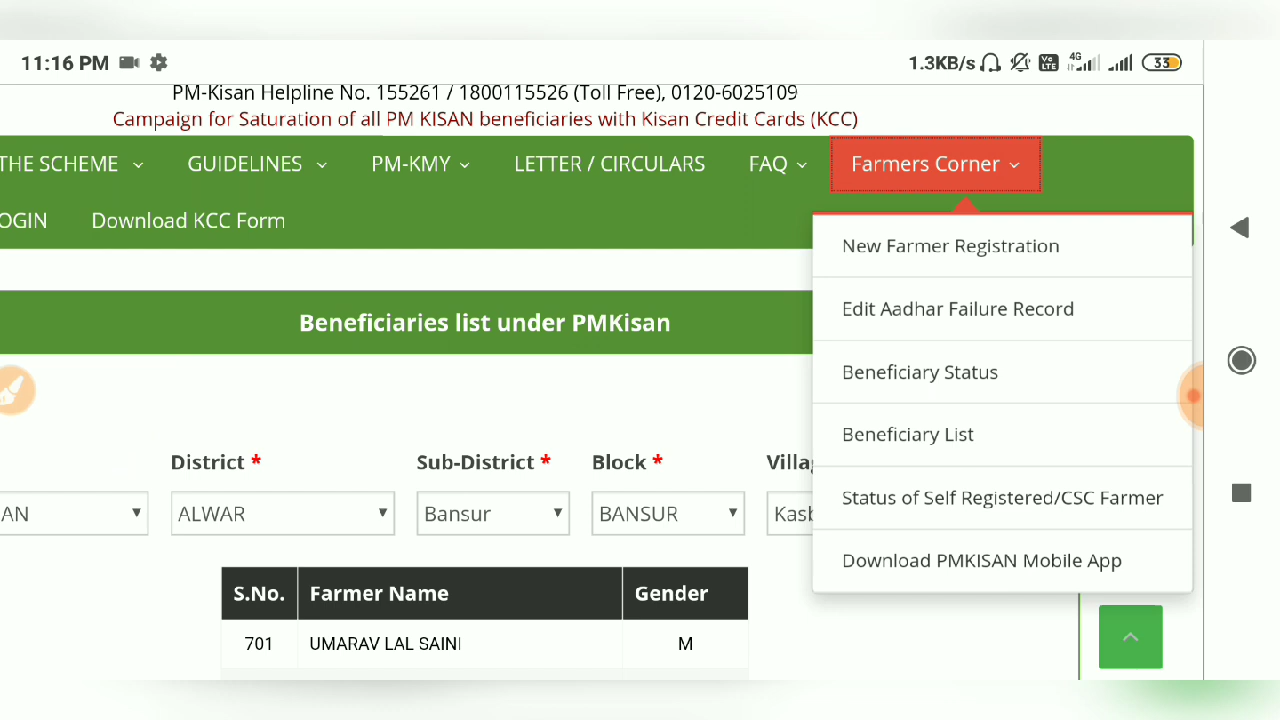 11:16 PM 1.3KB/s 4G Vo LTE 33
PM-Kisan Helpline No. 155261 / 1800115526 (Toll Free), 0120-6025109
Campaign for Saturation of all PM KISAN beneficiaries with Kisan Credit Cards (KCC)
THE SCHEME GUIDELINES PM-KMY LETTER / CIRCULARS FAQ Farmers Corner
OGIN Download KCC Form
New Farmer Registration
Edit Aadhar Failure Record
Beneficiary Status
Beneficiary List
Status of Self Registered/CSC Farmer
Download PMKISAN Mobile App
Beneficiaries list under PMKisan
District * Sub-District * Block * Villa
AN ALWAR Bansur BANSUR Kasb
S.No. Farmer Name Gender
701 UMARAV LAL SAINI M